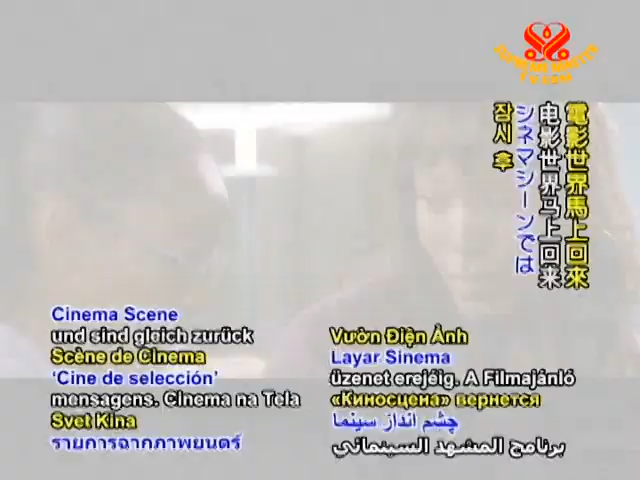 SUPREME MASTER
TV.COM
電影世界馬上回來
电影世界马上回来
シネマシーンでは
잠시 후
Cinema Scene
und sind gleich zurück
Scène de Cinema
‘Cine de selección’
mensagens. Cinema na Tela
Svet Kina
รายการฉากภาพยนตร์
Vườn Điện Ảnh
Layar Sinema
üzenet erejéig. A Filmajánló
«Киносцена» вернется
چشم انداز سینما
برنامج المشهد السينمائي